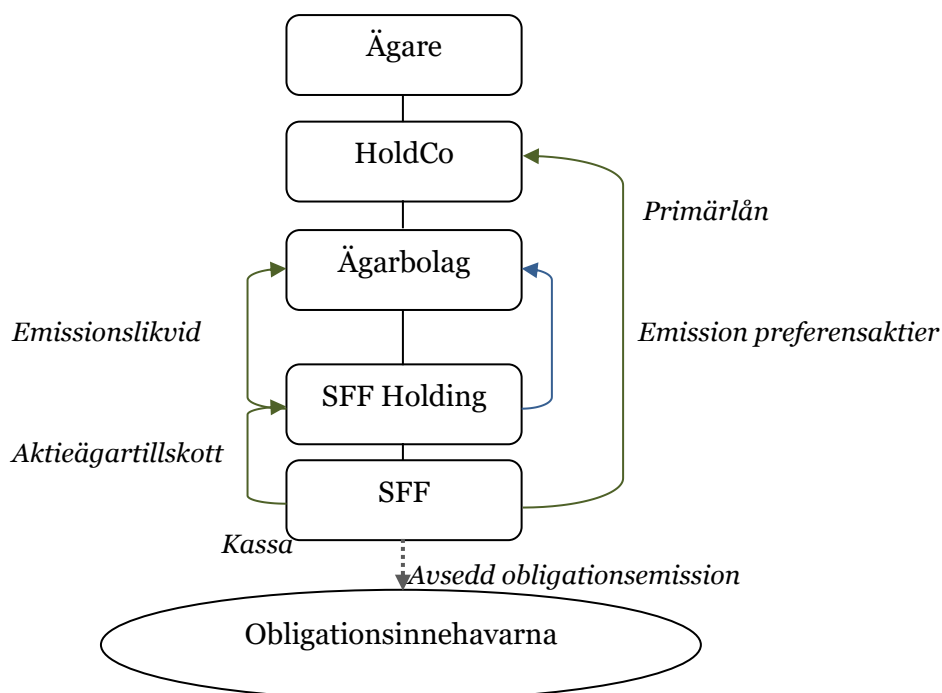 Ägare
HoldCo
Primärlån
Ägarbolag
Emissionslikvid
Emission preferensaktier
SFF Holding
Aktieägartillskott
SFF
Kassa
Avsedd obligationsemission
Obligationsinnehavarna